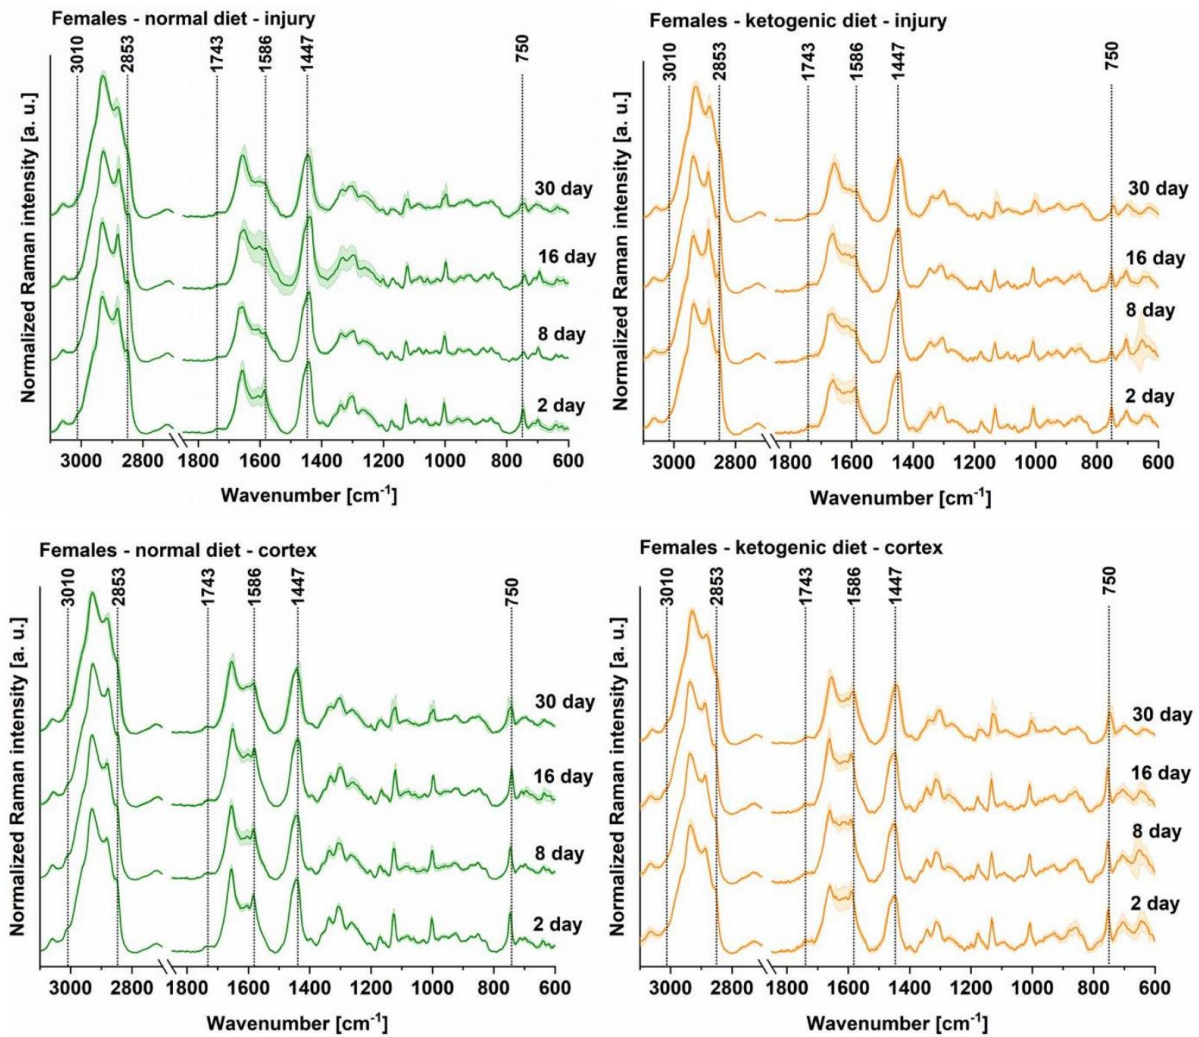 Females - normal diet - injury
3010
2853
1743
1586
1447
750
Normalized Raman intensity [a. u.]
30 day
16 day
8 day
2 day
3000 2800 1800 1600 1400 1200 1000 800 600
Wavenumber [cm-1]
Females - ketogenic diet - injury
3010
2853
1743
1586
1447
750
Normalized Raman intensity [a. u.]
30 day
16 day
8 day
2 day
3000 2800 1800 1600 1400 1200 1000 800 600
Wavenumber [cm-1]
Females - normal diet - cortex
3010
2853
1743
1586
1447
750
Normalized Raman intensity [a. u.]
30 day
16 day
8 day
2 day
3000 2800 1800 1600 1400 1200 1000 800 600
Wavenumber [cm-1]
Females - ketogenic diet - cortex
3010
2853
1743
1586
1447
750
Normalized Raman intensity [a. u.]
30 day
16 day
8 day
2 day
3000 2800 1800 1600 1400 1200 1000 800 600
Wavenumber [cm-1]